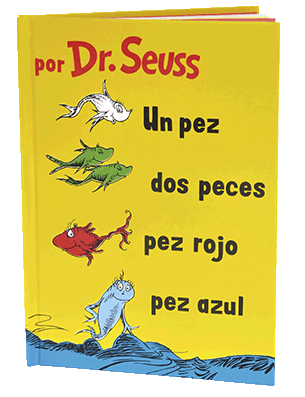 por Dr. Seuss
Un pez
dos peces
pez rojo
pez azul